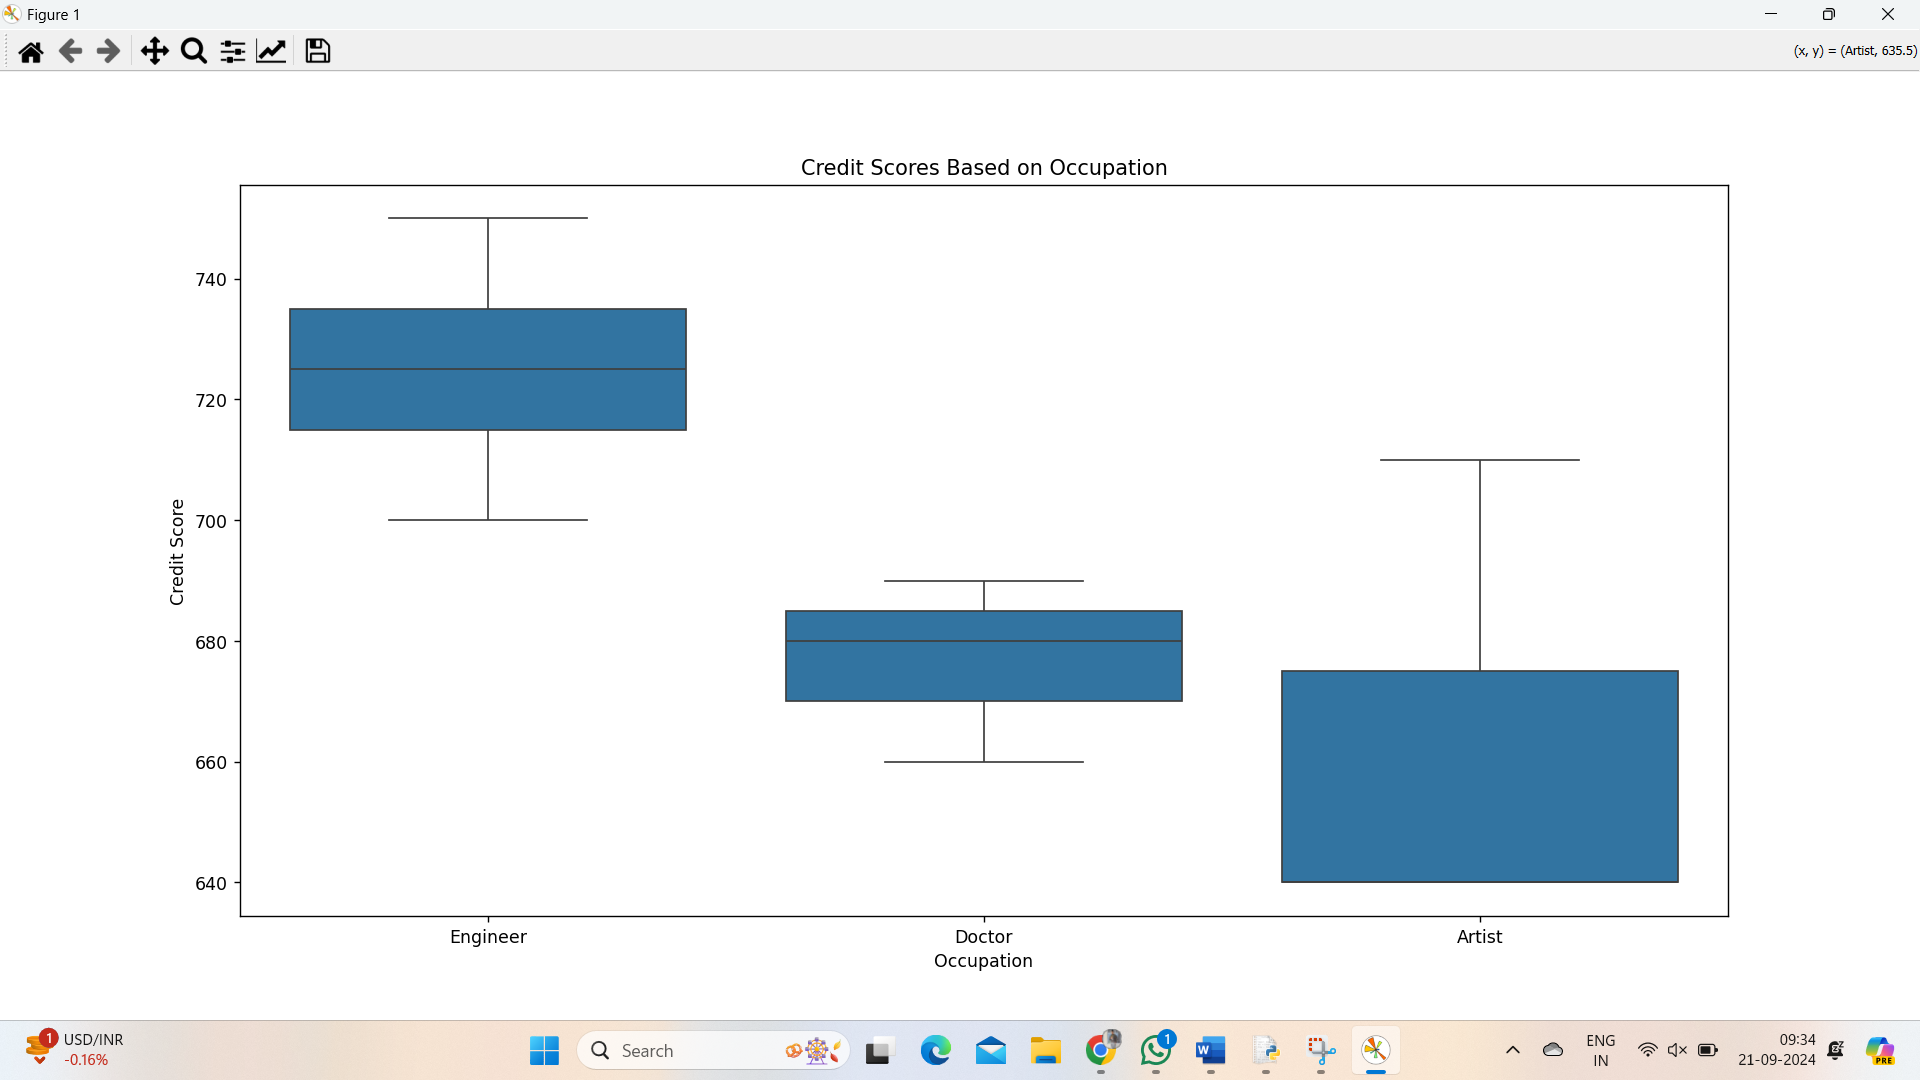 Figure 1
(x, y) = (Artist, 635.5)
Credit Scores Based on Occupation
740
720
700
680
660
640
Credit Score
Engineer
Doctor
Artist
Occupation
1
USD/INR
-0.16%
Search
1
W
ENG
IN
09:34
21-09-2024
PRE